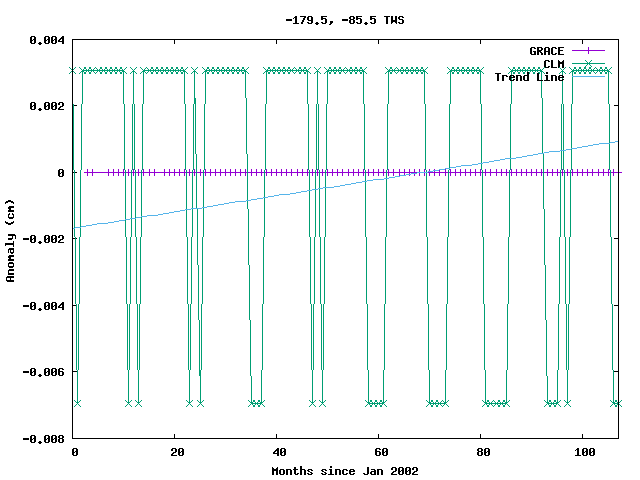 -179.5, -85.5 TWS
GRACE
CLM
Trend Line
0.004
0.002
0
-0.002
-0.004
-0.006
-0.008
Anomaly (cm)
0 20 40 60 80 100
Months since Jan 2002